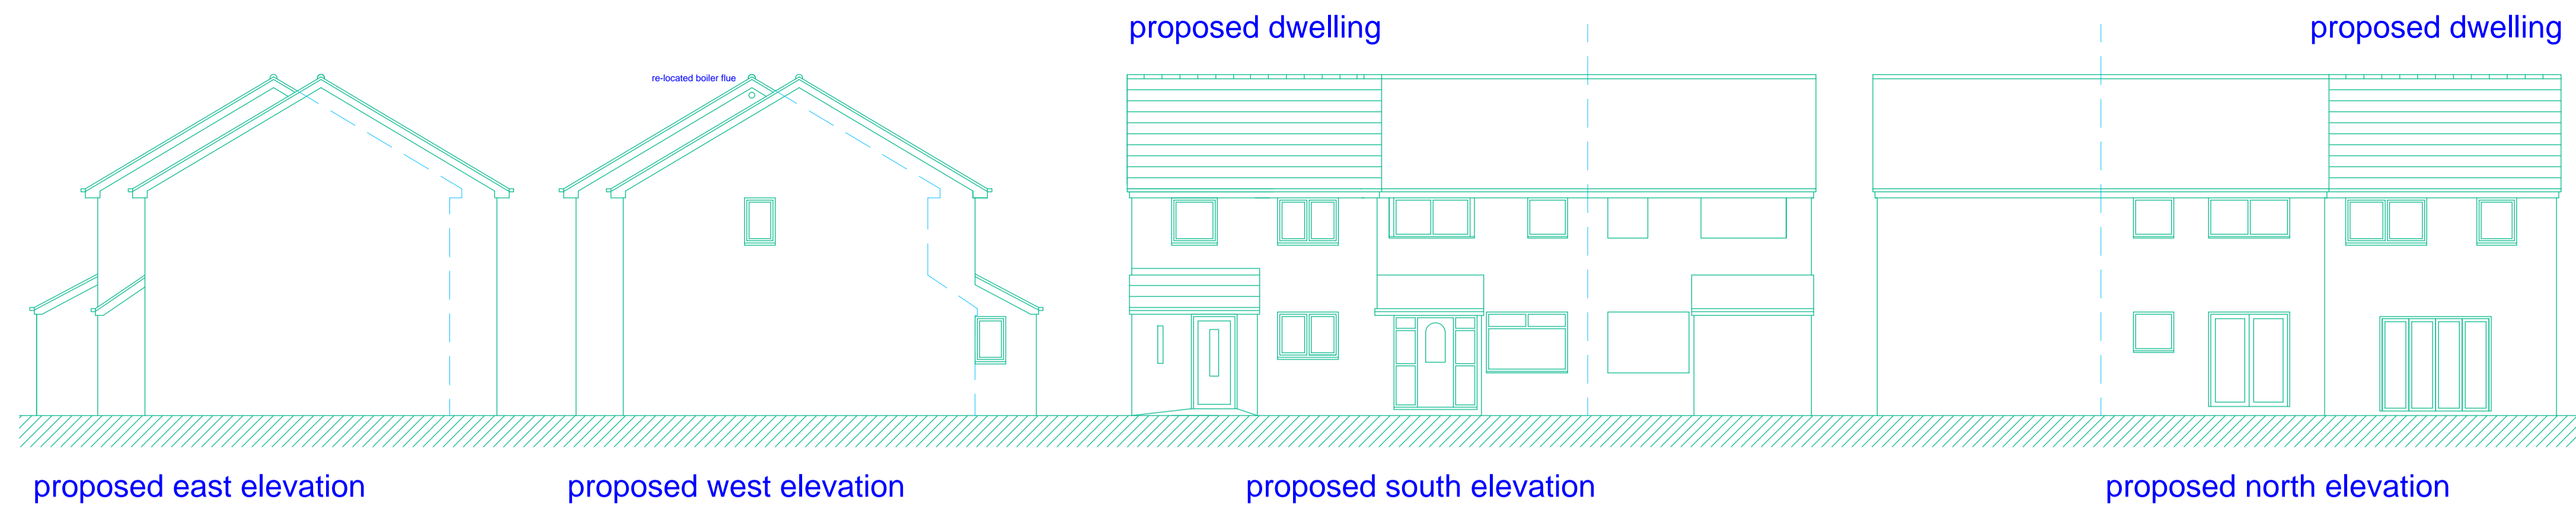 proposed dwelling
proposed dwelling
re-located boiler flue
proposed east elevation
proposed west elevation
proposed south elevation
proposed north elevation